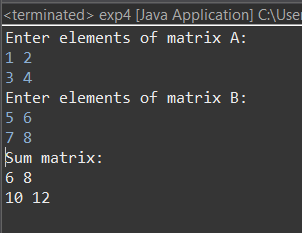 <terminated> exp4 [Java Application] C:\User
Enter elements of matrix A:
1 2
3 4
Enter elements of matrix B:
5 6
7 8
Sum matrix:
6 8
10 12